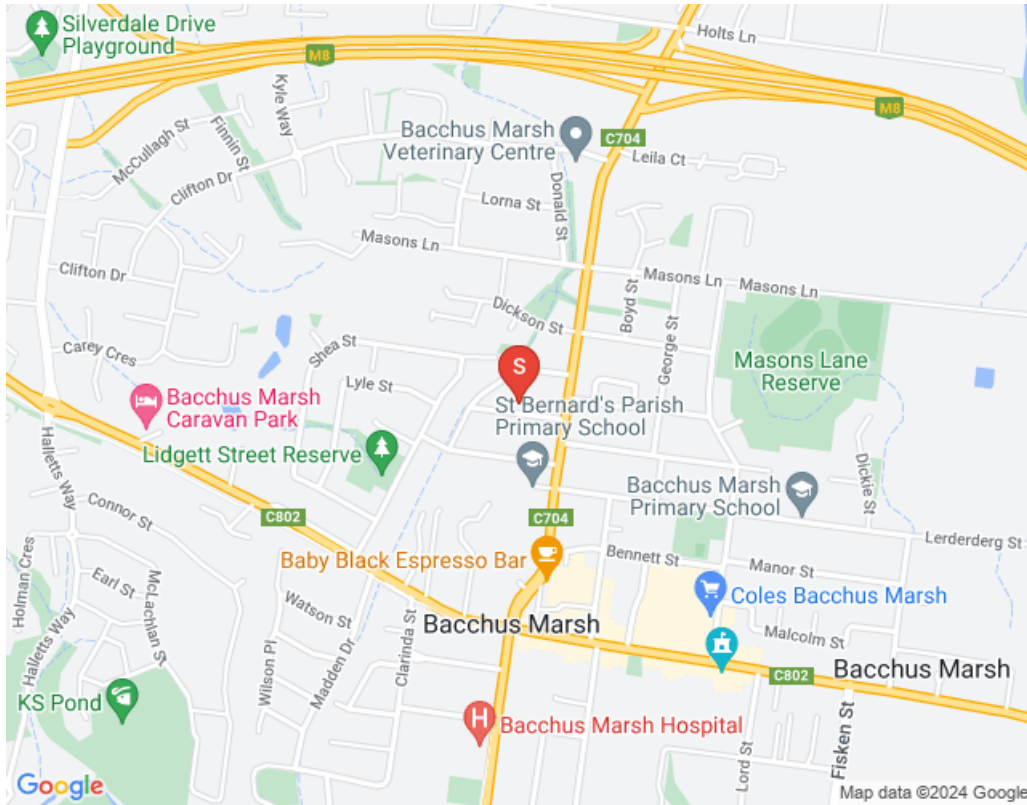 Silverdale Drive
Playground
Holts Ln
M8
M8
Kyle Way
McCullagh St
Finnin St
Clifton Dr
Bacchus Marsh
Veterinary Centre
C704
Leila Ct
Donald St
Lorna St
Masons Ln
Clifton Dr
Masons Ln
Masons Ln
Boyd St
Dickson St
George St
Shea St
Carey Cres
Lyle St
S
Masons Lane
Reserve
Bacchus Marsh
Caravan Park
St Bernard's Parish
Primary School
Lidgett Street Reserve
Halletts Way
Dickie St
Bacchus Marsh
Primary School
Connor St
C802
C704
Lerderderg St
Baby Black Espresso Bar
Bennett St
Manor St
Holman Cres
Earl St
McLachlan St
Watson St
Coles Bacchus Marsh
Clarinda St
Bacchus Marsh
Malcolm St
Halletts Way
Wilson Pl
Madden Dr
C802
Bacchus Marsh
KS Pond
H
Bacchus Marsh Hospital
Lord St
Fisken St
Google
Map data ©2024 Google